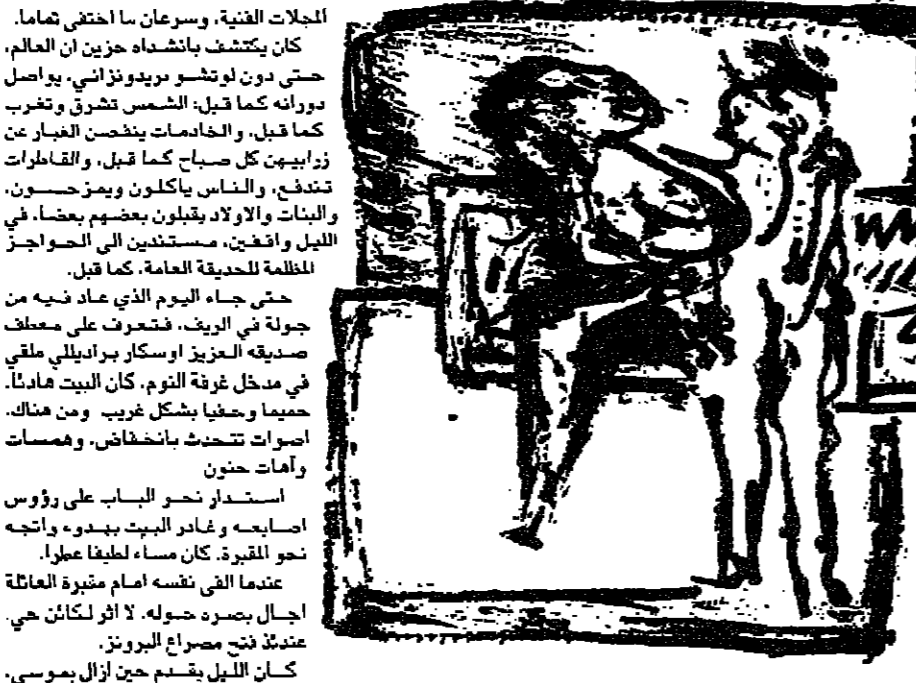 المجلات الفنية، وسرعان ما اختفى تماما.
كان يكتشف بانشداه حزين ان العالم،
حتى دون لوتشو بريدونزاني، يواصل
دورانه كما قبل: الشمس تشرق وتغرب
كما قبل، والخادمات ينفضن الغبار عن
زرابيهن كل صباح كما قبل، والقاطرات
تندفع، والناس ياكلون ويمزحون،
والبنات والاولاد يقبلون بعضهم بعضا، في
الليل واقفين، مستندين الى الحواجز
المظلمة للحديقة العامة، كما قبل.
حتى جاء اليوم الذي عاد فيه من
جولة في الريف، فتعرف على معطف
صديقه العزيز اوسكار براديللي ملقي
في مدخل غرفة النوم. كان البيت هادئا،
حميما وحفيا بشكل غريب ومن هناك،
اصوات تتحدث بانخفاض، وهمسات
وآهات حنون
استدار نحو الباب على رؤوس
اصابعه وغادر البيت بهدوء واتجه
نحو المقبرة. كان مساء لطيفا عطرا.
عندما الفى نفسه امام مقبرة العائلة
اجال بصره حوله. لا اثر لكائن حي.
عندئذ فتح مصراع البرونز.
كان الليل يقدم حين ازال بموسى،